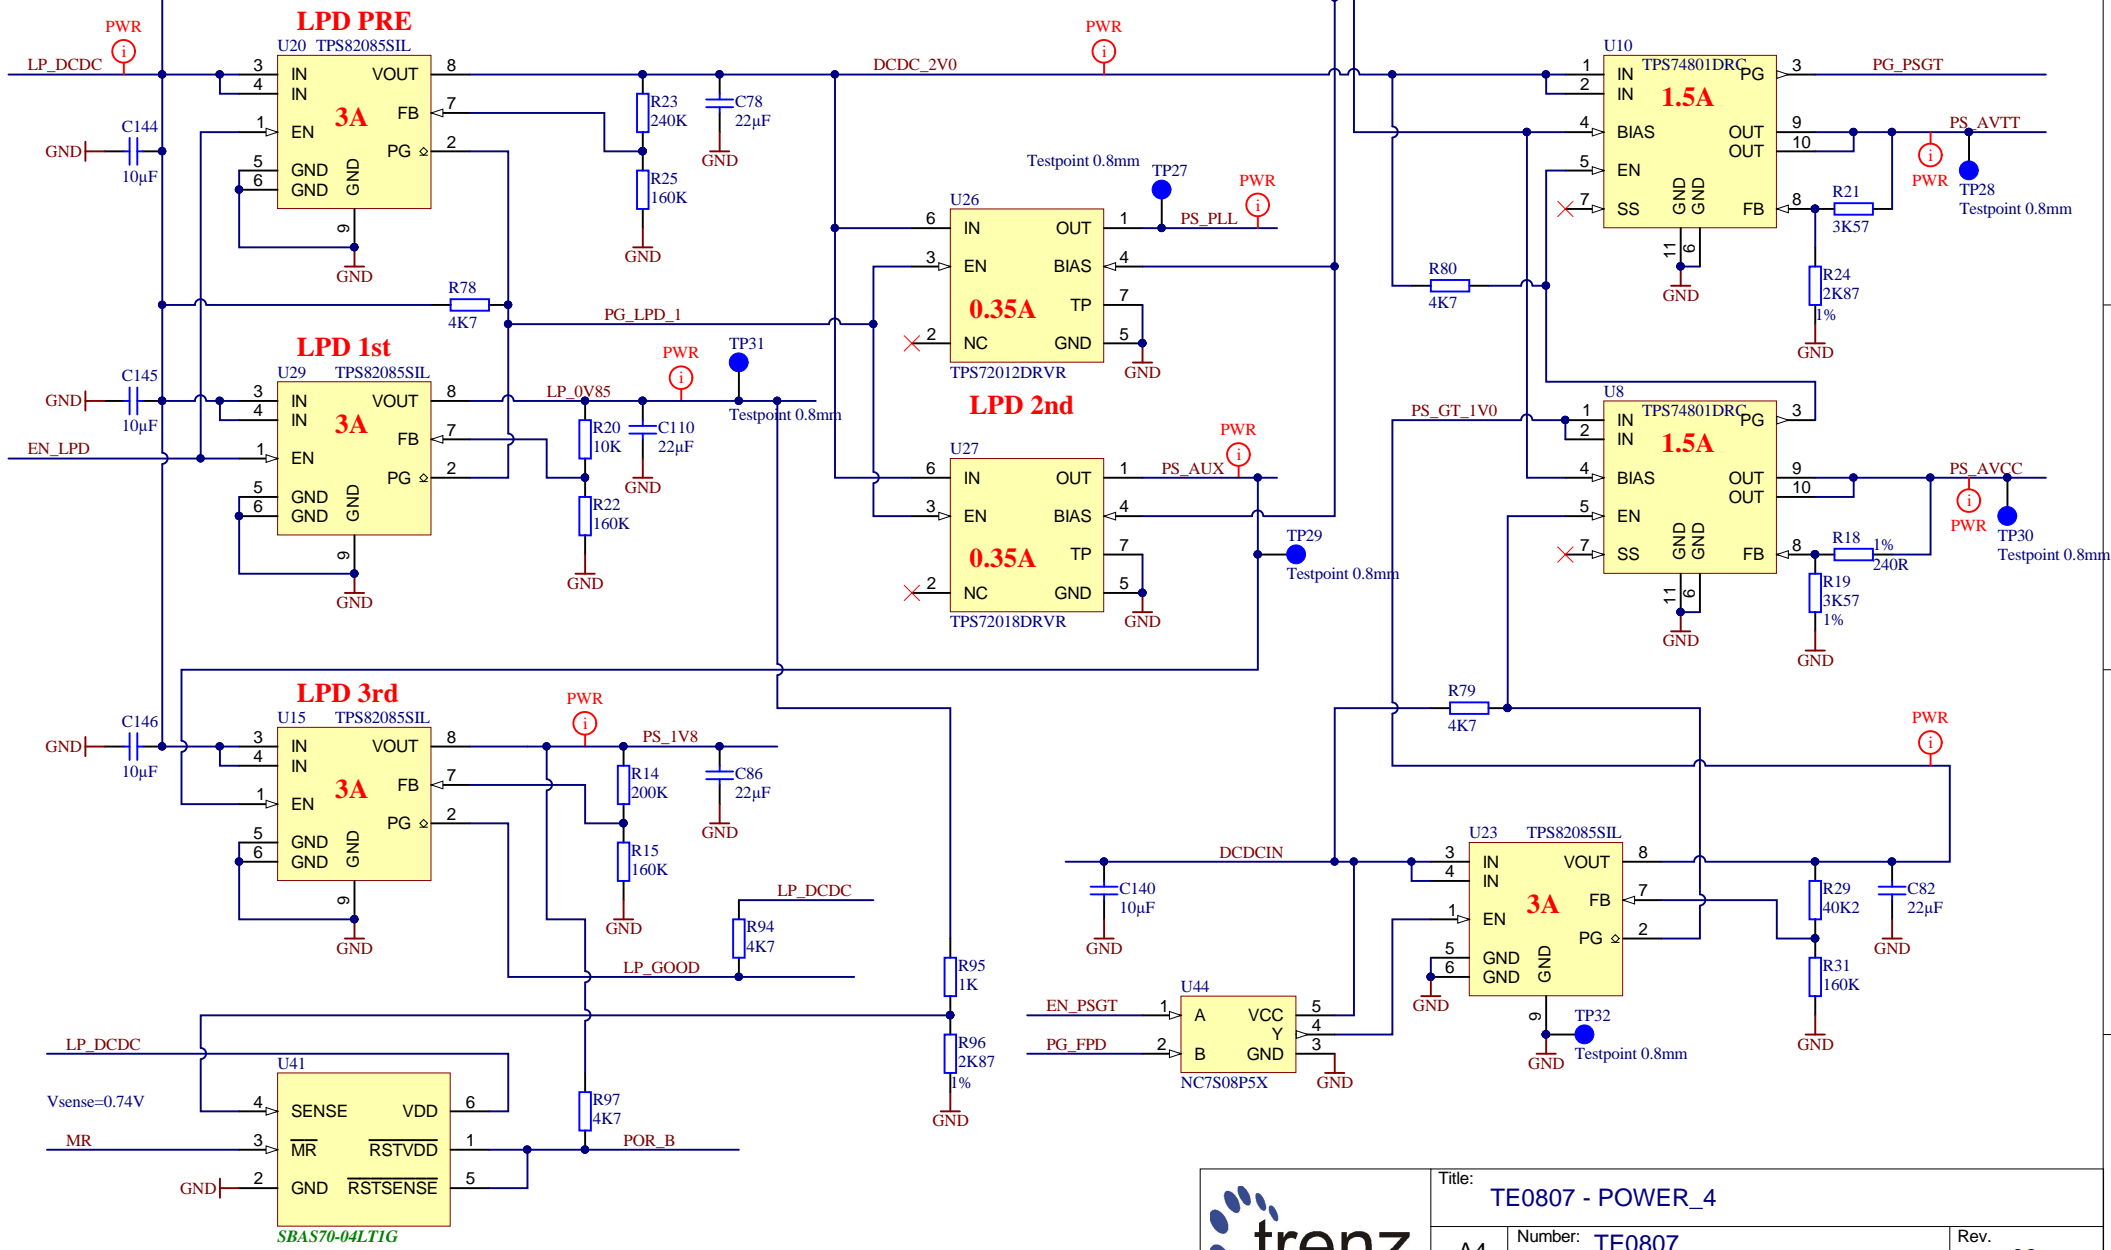 LPD PRE
PWR
LP_DCDC
U20 TPS82085SIL
3 IN VOUT 8
4 IN
3A
FB 7
1 EN
PG 2
5 GND
6 GND
GND
9
GND
C144
GND
10µF
R23
240K
C78
22µF
GND
R25
160K
GND
DCDC_2V0
PWR
R78
4K7
PG_LPD_1
LPD 1st
U29 TPS82085SIL
3 IN VOUT 8
4 IN
3A
FB 7
1 EN
PG 2
5 GND
6 GND
GND
9
GND
C145
GND
10µF
EN_LPD
LP_0V85
PWR
TP31
Testpoint 0.8mm
R20
10K
C110
22µF
GND
R22
160K
GND
Testpoint 0.8mm
TP27
PWR
U26
6 IN OUT 1
PS_PLL
3 EN BIAS 4
0.35A
TP 7
2 NC GND 5
TPS72012DRVR
GND
LPD 2nd
U27
6 IN OUT 1
PS_AUX
PWR
3 EN BIAS 4
0.35A
TP 7
2 NC GND 5
TPS72018DRVR
GND
TP29
Testpoint 0.8mm
U10
TPS74801DRC
1 IN PG 3
PG_PSGT
2 IN
1.5A
4 BIAS OUT 9
PS_AVTT
OUT 10
5 EN
7 SS FB 8
GND
GND
11
6
GND
PWR
TP28
Testpoint 0.8mm
R21
3K57
R24
2K87
1%
GND
R80
4K7
U8
TPS74801DRC
PS_GT_1V0
1 IN PG 3
2 IN
1.5A
4 BIAS OUT 9
PS_AVCC
OUT 10
5 EN
7 SS FB 8
GND
GND
11
6
GND
PWR
TP30
Testpoint 0.8mm
R18 1%
240R
R19
3K57
1%
GND
LPD 3rd
U15 TPS82085SIL
3 IN VOUT 8
4 IN
3A
FB 7
1 EN
PG 2
5 GND
6 GND
GND
9
GND
C146
GND
10µF
PWR
PS_1V8
R14
200K
C86
22µF
GND
R15
160K
GND
LP_DCDC
R94
4K7
LP_GOOD
R95
1K
R96
2K87
1%
GND
LP_DCDC
U41
Vsense=0.74V
4 SENSE VDD 6
MR
3 MR RSTVDD 1
GND 2 GND RSTSENSE 5
SBAS70-04LT1G
R97
4K7
POR_B
R79
4K7
PWR
DCDCIN
C140
10µF
GND
U23 TPS82085SIL
3 IN VOUT 8
4 IN
3A
FB 7
1 EN
PG 2
5 GND
6 GND
GND
GND
9
GND
TP32
Testpoint 0.8mm
R29
40K2
C82
22µF
GND
R31
160K
GND
U44
EN_PSGT
1 A VCC 5
Y 4
PG_FPD
2 B GND 3
NC7S08P5X
GND
trenz
Title:
TE0807 - POWER_4
Number: TE0807
Rev.